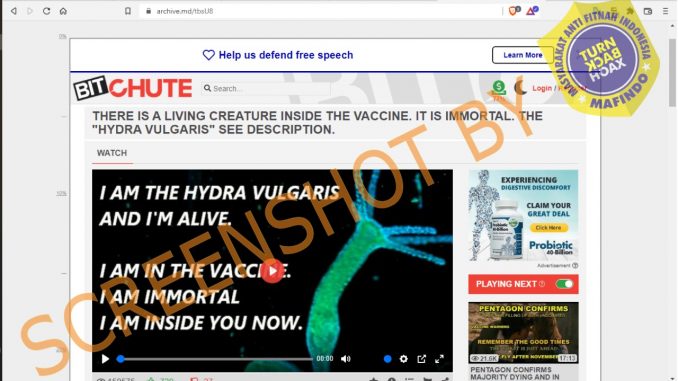 archive.md/tbsU8
Help us defend free speech
Learn More
BITCHUTE
Search...
Login /
MASYARAKAT ANTI FITNAH INDONESIA
TURN
BACK
HOAX
MAFINDO
THERE IS A LIVING CREATURE INSIDE THE VACCINE. IT IS IMMORTAL. THE
"HYDRA VULGARIS" SEE DESCRIPTION.
WATCH
I AM THE HYDRA VULGARIS
AND I'M ALIVE.
I AM IN THE VACCINE.
I AM IMMORTAL
I AM INSIDE YOU NOW.
00:00
SCREENSHOT BY
EXPERIENCING
DIGESTIVE DISCOMFORT
CLAIM YOUR
GREAT DEAL
Click Here
Probiotic
40 Billion
Advertisement
PLAYING NEXT
PENTAGON CONFIRMS
REMEMBER THE GOOD TIMES
21.6K
17:13
PENTAGON CONFIRMS
MAJORITY DYING AND IN